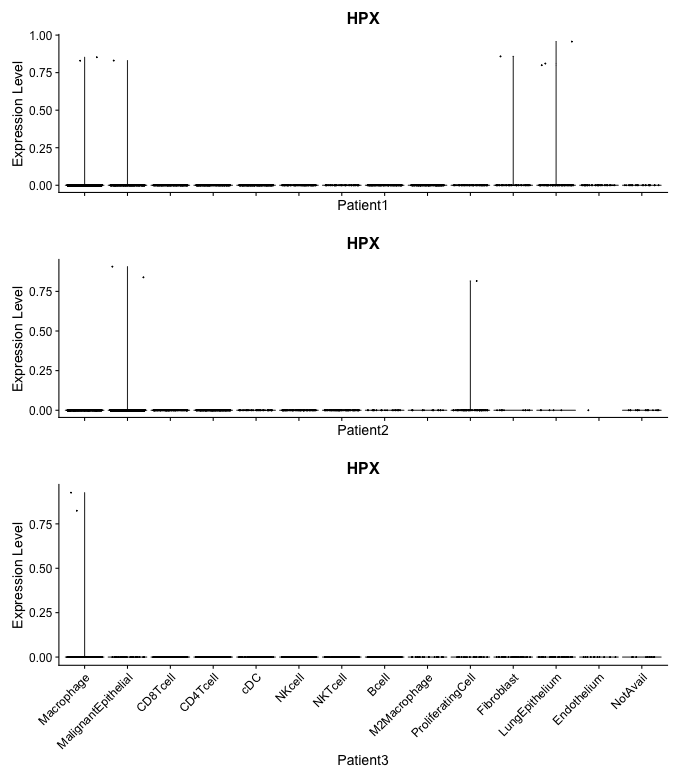 HPX
Expression Level
1.00
0.75
0.50
0.25
0.00
Patient1
HPX
Expression Level
0.75
0.50
0.25
0.00
Patient2
HPX
Expression Level
0.75
0.50
0.25
0.00
Macrophage
MalignantEpithelial
CD8Tcell
CD4Tcell
cDC
NKcell
NKTcell
Bcell
M2Macrophage
ProliferatingCell
Fibroblast
LungEpithelium
Endothelium
NotAvail
Patient3